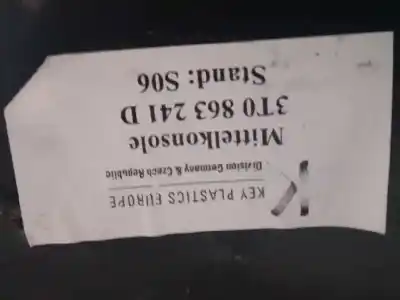 KEY PLASTICS EUROPE
Division Germany & Czech Republic
Mittelkonsole
3T0 863 241 D
Stand: S06